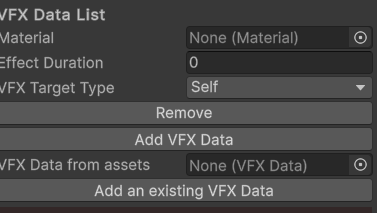 VFX Data List
Material None (Material)
Effect Duration 0
VFX Target Type Self
Remove
Add VFX Data
VFX Data from assets None (VFX Data)
Add an existing VFX Data